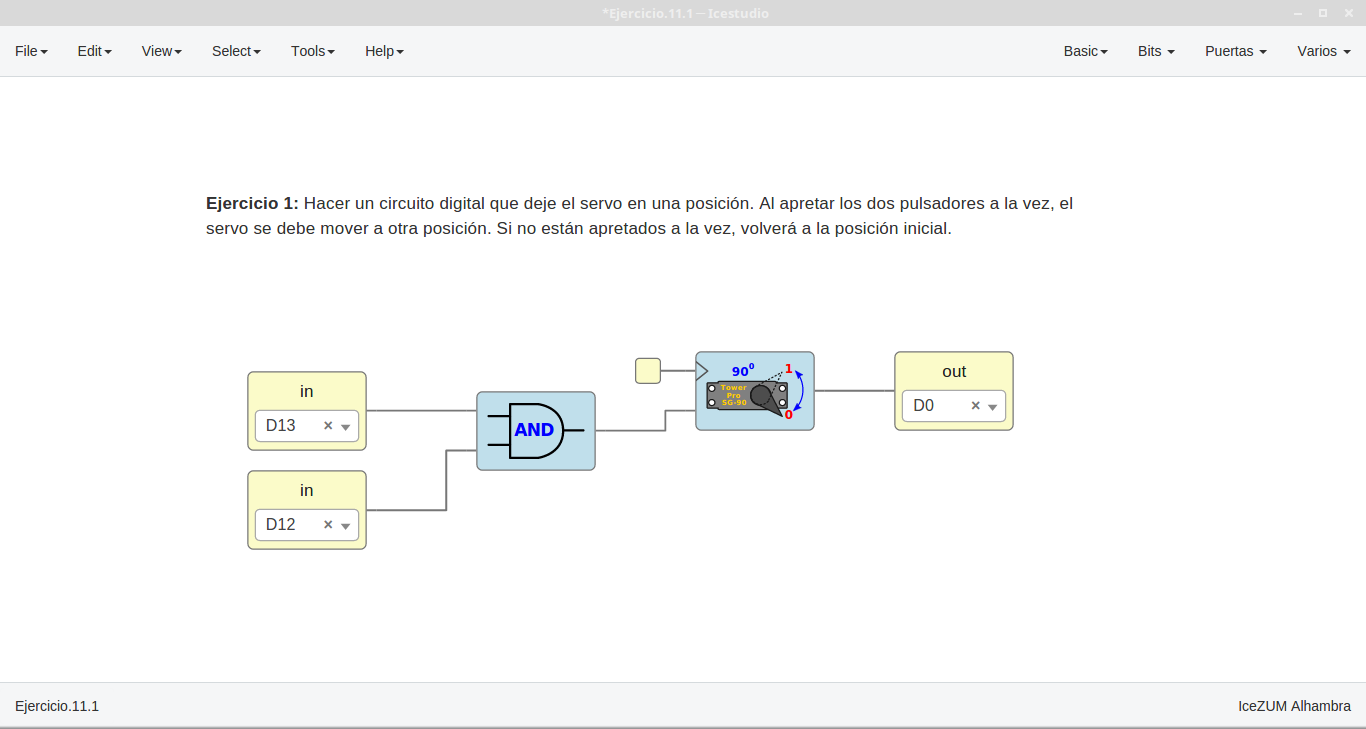 *Ejercicio.11.1 ─ Icestudio
File Edit View Select Tools Help Basic Bits Puertas Varios
Ejercicio 1: Hacer un circuito digital que deje el servo en una posición. Al apretar los dos pulsadores a la vez, el
servo se debe mover a otra posición. Si no están apretados a la vez, volverá a la posición inicial.
in
D13
in
D12
AND
90⁰
1
Tower
Pro
SG-90
0
out
D0
Ejercicio.11.1
IceZUM Alhambra